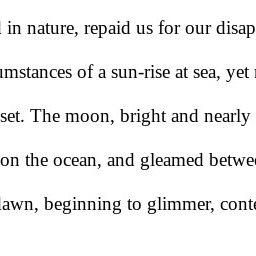 in nature, repaid us for our disap
umstances of a sun-rise at sea, yet
set. The moon, bright and nearly
on the ocean, and gleamed betwe
lawn, beginning to glimmer, conte